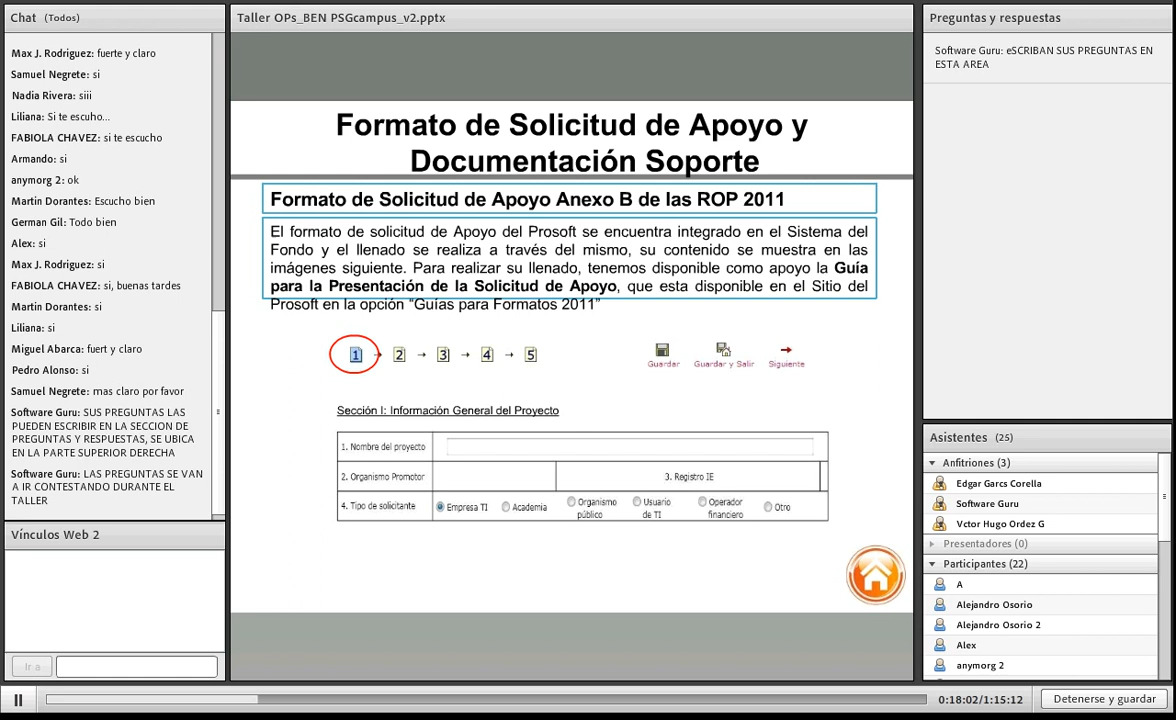 Chat (Todos)
Max J. Rodriguez: fuerte y claro
Samuel Negrete: si
Nadia Rivera: siii
Liliana: Si te escuho...
FABIOLA CHAVEZ: si te escucho
Armando: si
anymorg 2: ok
Martin Dorantes: Escucho bien
German Gil: Todo bien
Alex: si
Max J. Rodriguez: si
FABIOLA CHAVEZ: si, buenas tardes
Martin Dorantes: si
Liliana: si
Miguel Abarca: fuert y claro
Pedro Alonso: si
Samuel Negrete: mas claro por favor
Software Guru: SUS PREGUNTAS LAS
PUEDEN ESCRIBIR EN LA SECCION DE
PREGUNTAS Y RESPUESTAS, SE UBICA
EN LA PARTE SUPERIOR DERECHA
Software Guru: LAS PREGUNTAS SE VAN
A IR CONTESTANDO DURANTE EL
TALLER
Vínculos Web 2
Ir a
Taller OPs_BEN PSGcampus_v2.pptx
Formato de Solicitud de Apoyo y
Documentación Soporte
Formato de Solicitud de Apoyo Anexo B de las ROP 2011
El formato de solicitud de Apoyo del Prosoft se encuentra integrado en el Sistema del
Fondo y el llenado se realiza a través del mismo, su contenido se muestra en las
imágenes siguiente. Para realizar su llenado, tenemos disponible como apoyo la Guía
para la Presentación de la Solicitud de Apoyo, que esta disponible en el Sitio del
Prosoft en la opción “Guías para Formatos 2011”
1 → 2 → 3 → 4 → 5
Guardar Guardar y Salir Siguiente
Sección I: Información General del Proyecto
1. Nombre del proyecto
2. Organismo Promotor 3. Registro IE
4. Tipo de solicitante Empresa TI Academia Organismo público Usuario de TI Operador financiero Otro
Preguntas y respuestas
Software Guru: eSCRIBAN SUS PREGUNTAS EN
ESTA AREA
Asistentes (25)
Anfitriones (3)
Edgar Garcs Corella
Software Guru
Vctor Hugo Ordez G
Presentadores (0)
Participantes (22)
A
Alejandro Osorio
Alejandro Osorio 2
Alex
anymorg 2
0:18:02/1:15:12 Detenerse y guardar